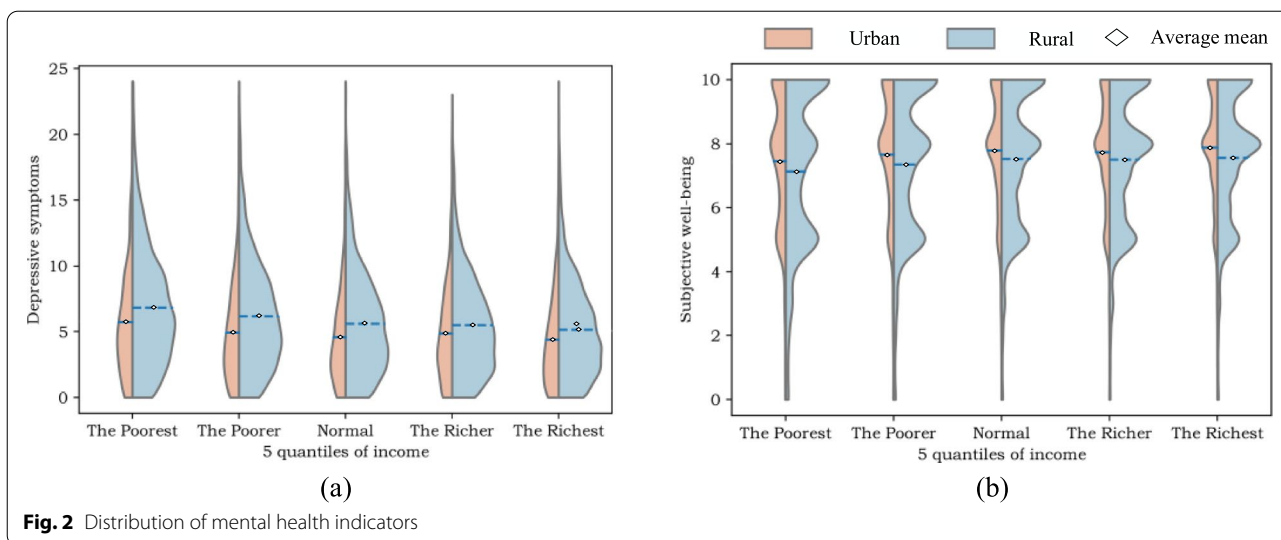 Urban Rural Average mean
25
20
15
10
5
0
Depressive symptoms
The Poorest The Poorer Normal The Richer The Richest
5 quantiles of income
(a)
10
8
6
4
2
0
Subjective well-being
The Poorest The Poorer Normal The Richer The Richest
5 quantiles of income
(b)
Fig. 2 Distribution of mental health indicators